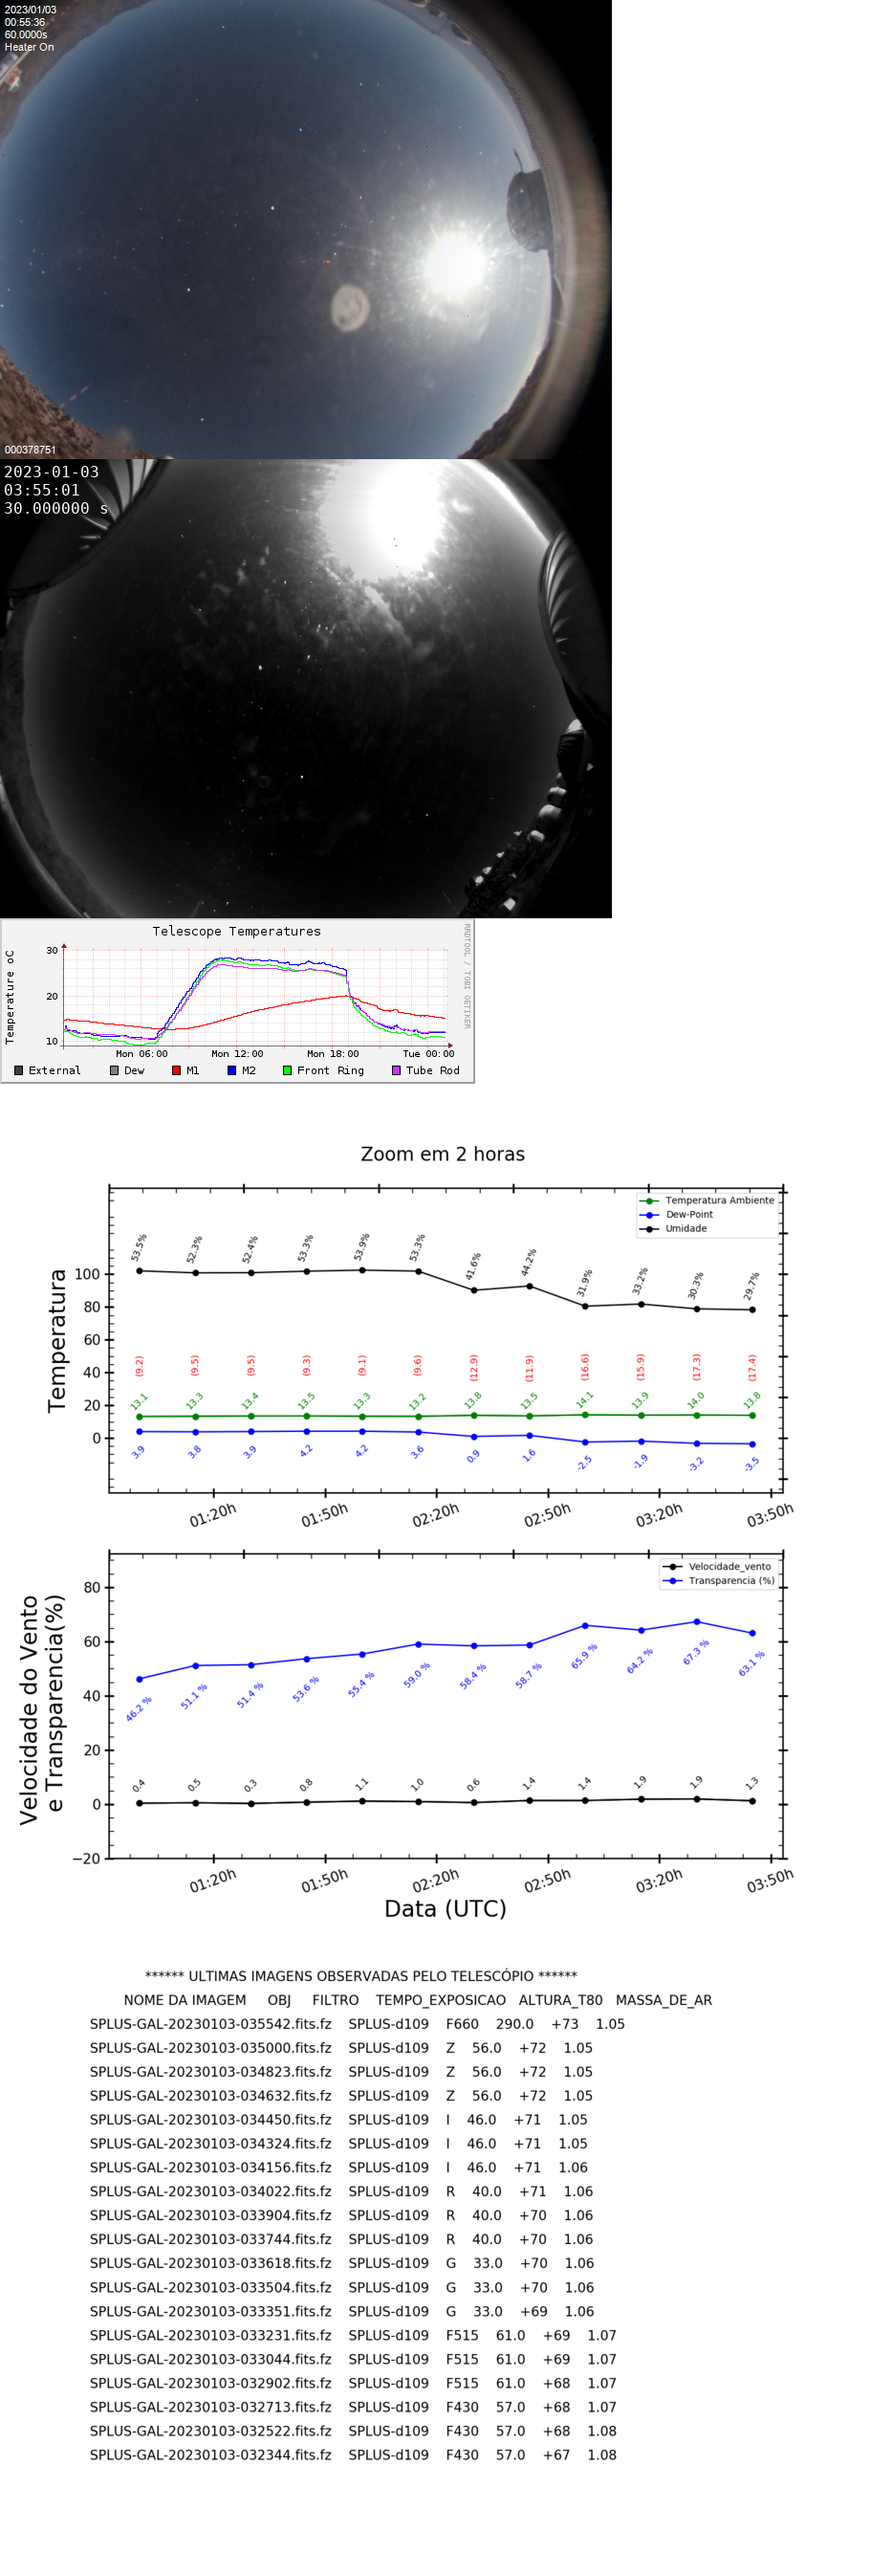 2023/01/03
00:55:36
60.0000s
Heater On
000378751
2023-01-03
03:55:01
30.000000 s
Telescope Temperatures
RRDTOOL / TOBI OETIKER
Temperature oC
30
20
10
Mon 06:00 Mon 12:00 Mon 18:00 Tue 00:00
External Dew M1 M2 Front Ring Tube Rod
Zoom em 2 horas
Temperatura Ambiente
Dew-Point
Umidade
Temperatura
100
80
60
40
20
0
53.5% 52.3% 52.4% 53.3% 53.9% 53.3% 41.6% 44.2% 31.9% 33.2% 30.3% 29.7%
(9.2) (9.5) (9.5) (9.3) (9.1) (9.6) (12.9) (11.9) (16.6) (15.9) (17.3) (17.4)
13.1 13.3 13.4 13.5 13.3 13.2 13.8 13.5 14.1 13.9 14.0 13.8
3.9 3.8 3.9 4.2 4.2 3.6 0.9 1.6 -2.5 -1.9 -3.2 -3.5
01:20h 01:50h 02:20h 02:50h 03:20h 03:50h
Velocidade_vento
Transparencia (%)
Velocidade do Vento
e Transparencia(%)
80
60
40
20
0
−20
46.2 % 51.1 % 51.4 % 53.6 % 55.4 % 59.0 % 58.4 % 58.7 % 65.9 % 64.2 % 67.3 % 63.1 %
0.4 0.5 0.3 0.8 1.1 1.0 0.6 1.4 1.4 1.9 1.9 1.3
01:20h 01:50h 02:20h 02:50h 03:20h 03:50h
Data (UTC)
****** ULTIMAS IMAGENS OBSERVADAS PELO TELESCÓPIO ******
NOME DA IMAGEM OBJ FILTRO TEMPO_EXPOSICAO ALTURA_T80 MASSA_DE_AR
SPLUS-GAL-20230103-035542.fits.fz SPLUS-d109 F660 290.0 +73 1.05
SPLUS-GAL-20230103-035000.fits.fz SPLUS-d109 Z 56.0 +72 1.05
SPLUS-GAL-20230103-034823.fits.fz SPLUS-d109 Z 56.0 +72 1.05
SPLUS-GAL-20230103-034632.fits.fz SPLUS-d109 Z 56.0 +72 1.05
SPLUS-GAL-20230103-034450.fits.fz SPLUS-d109 I 46.0 +71 1.05
SPLUS-GAL-20230103-034324.fits.fz SPLUS-d109 I 46.0 +71 1.05
SPLUS-GAL-20230103-034156.fits.fz SPLUS-d109 I 46.0 +71 1.06
SPLUS-GAL-20230103-034022.fits.fz SPLUS-d109 R 40.0 +71 1.06
SPLUS-GAL-20230103-033904.fits.fz SPLUS-d109 R 40.0 +70 1.06
SPLUS-GAL-20230103-033744.fits.fz SPLUS-d109 R 40.0 +70 1.06
SPLUS-GAL-20230103-033618.fits.fz SPLUS-d109 G 33.0 +70 1.06
SPLUS-GAL-20230103-033504.fits.fz SPLUS-d109 G 33.0 +70 1.06
SPLUS-GAL-20230103-033351.fits.fz SPLUS-d109 G 33.0 +69 1.06
SPLUS-GAL-20230103-033231.fits.fz SPLUS-d109 F515 61.0 +69 1.07
SPLUS-GAL-20230103-033044.fits.fz SPLUS-d109 F515 61.0 +69 1.07
SPLUS-GAL-20230103-032902.fits.fz SPLUS-d109 F515 61.0 +68 1.07
SPLUS-GAL-20230103-032713.fits.fz SPLUS-d109 F430 57.0 +68 1.07
SPLUS-GAL-20230103-032522.fits.fz SPLUS-d109 F430 57.0 +68 1.08
SPLUS-GAL-20230103-032344.fits.fz SPLUS-d109 F430 57.0 +67 1.08